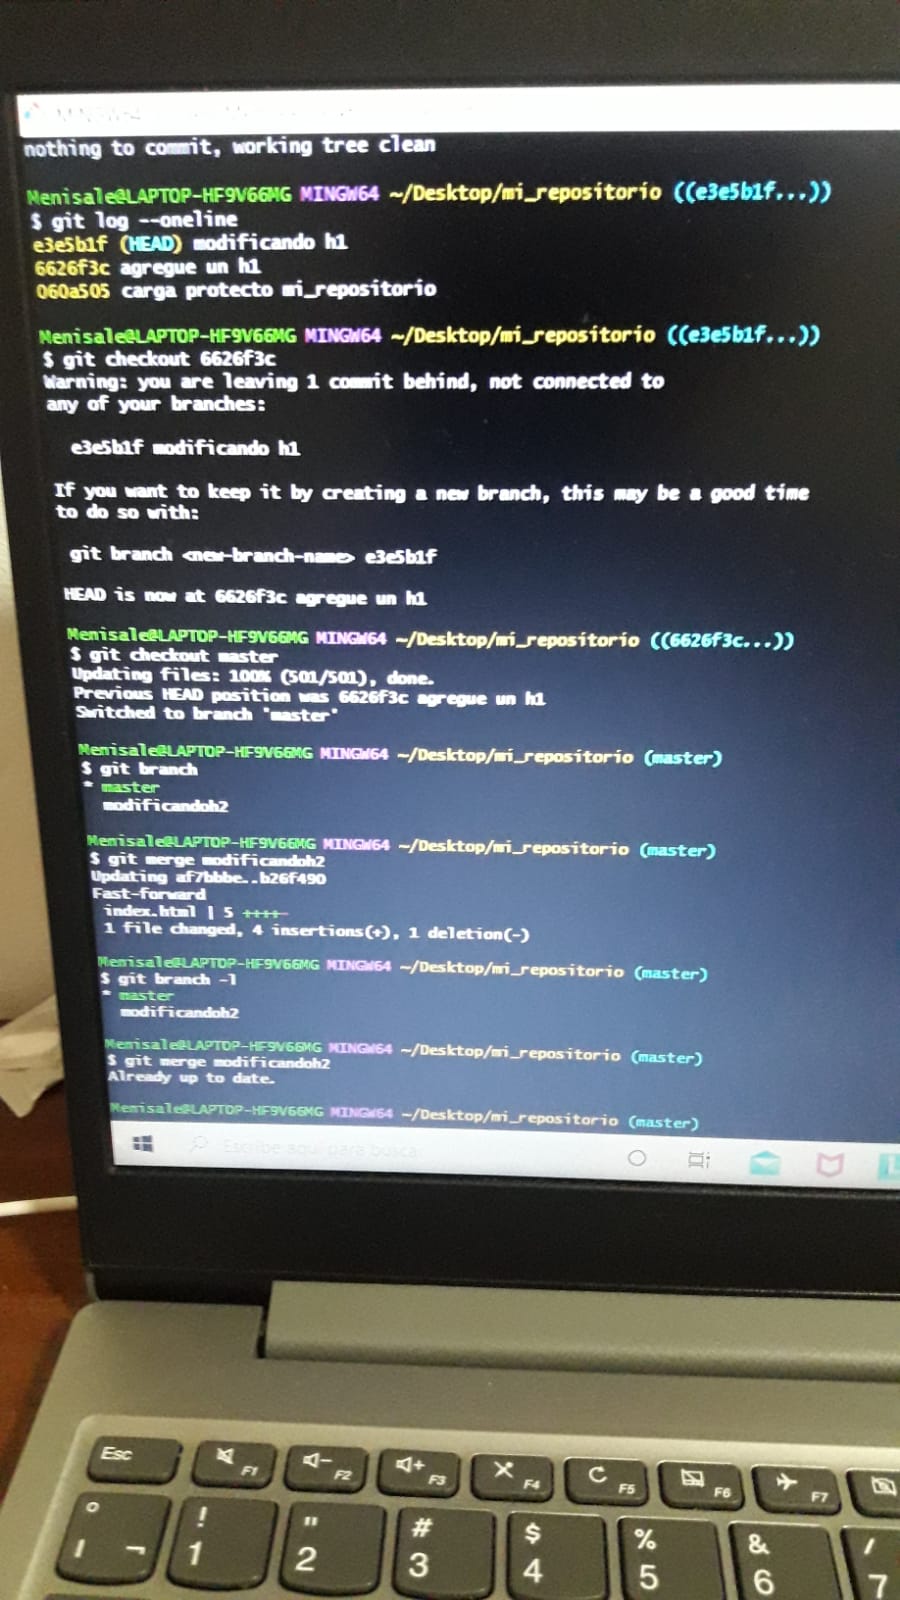 nothing to commit, working tree clean
Menisale@LAPTOP-HF9V66MG MINGW64 ~/Desktop/mi_repositorio ((e3e5b1f...))
$ git log --oneline
e3e5b1f (HEAD) modificando h1
6626f3c agregue un h1
060a505 carga protecto mi_repositorio
Menisale@LAPTOP-HF9V66MG MINGW64 ~/Desktop/mi_repositorio ((e3e5b1f...))
$ git checkout 6626f3c
Warning: you are leaving 1 commit behind, not connected to
any of your branches:
e3e5b1f modificando h1
If you want to keep it by creating a new branch, this may be a good time
to do so with:
git branch <new-branch-name> e3e5b1f
HEAD is now at 6626f3c agregue un h1
Menisale@LAPTOP-HF9V66MG MINGW64 ~/Desktop/mi_repositorio ((6626f3c...))
$ git checkout master
Updating files: 100% (501/501), done.
Previous HEAD position was 6626f3c agregue un h1
Switched to branch 'master'
Menisale@LAPTOP-HF9V66MG MINGW64 ~/Desktop/mi_repositorio (master)
$ git branch
* master
modificandoh2
Menisale@LAPTOP-HF9V66MG MINGW64 ~/Desktop/mi_repositorio (master)
$ git merge modificandoh2
Updating af7bbbe..b26f490
Fast-forward
index.html | 5 ++++-
1 file changed, 4 insertions(+), 1 deletion(-)
Menisale@LAPTOP-HF9V66MG MINGW64 ~/Desktop/mi_repositorio (master)
$ git branch -l
* master
modificandoh2
Menisale@LAPTOP-HF9V66MG MINGW64 ~/Desktop/mi_repositorio (master)
$ git merge modificandoh2
Already up to date.
Menisale@LAPTOP-HF9V66MG MINGW64 ~/Desktop/mi_repositorio (master)
Escribe aquí para busca
Esc F1 F2 F3 F4 F5 F6 F7
° ! " # $ % & /
| ¬ 1 2 3 4 5 6 7